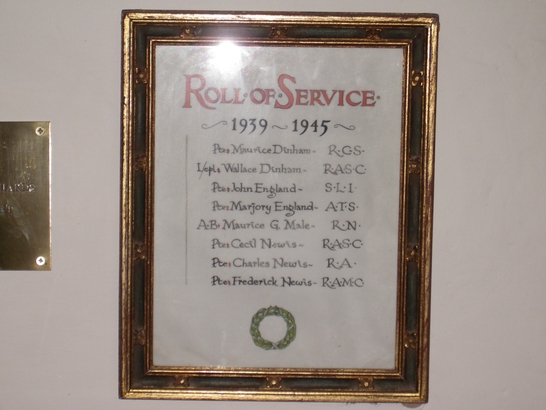 ROLL·OF·SERVICE·
1939 ~ 1945
Pte: Maurice Dinham~ R·G·S·
L/cpl: Wallace Dinham~ R·A·S·C·
Pte: John England~ S·L·I·
Pte: Marjory England~ A·T·S·
A·B: Maurice G. Male~ R·N·
Pte: Cecil Newis~ R·A·S·C·
Pte: Charles Newis~ R·A·
Pte: Frederick Newis~ R·A·M·C